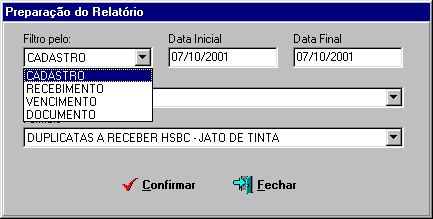 Preparação do Relatório
Filtro pelo:
Data Inicial
Data Final
CADASTRO
07/10/2001
07/10/2001
CADASTRO
RECEBIMENTO
VENCIMENTO
DOCUMENTO
DUPLICATAS A RECEBER HSBC - JATO DE TINTA
Confirmar
Fechar